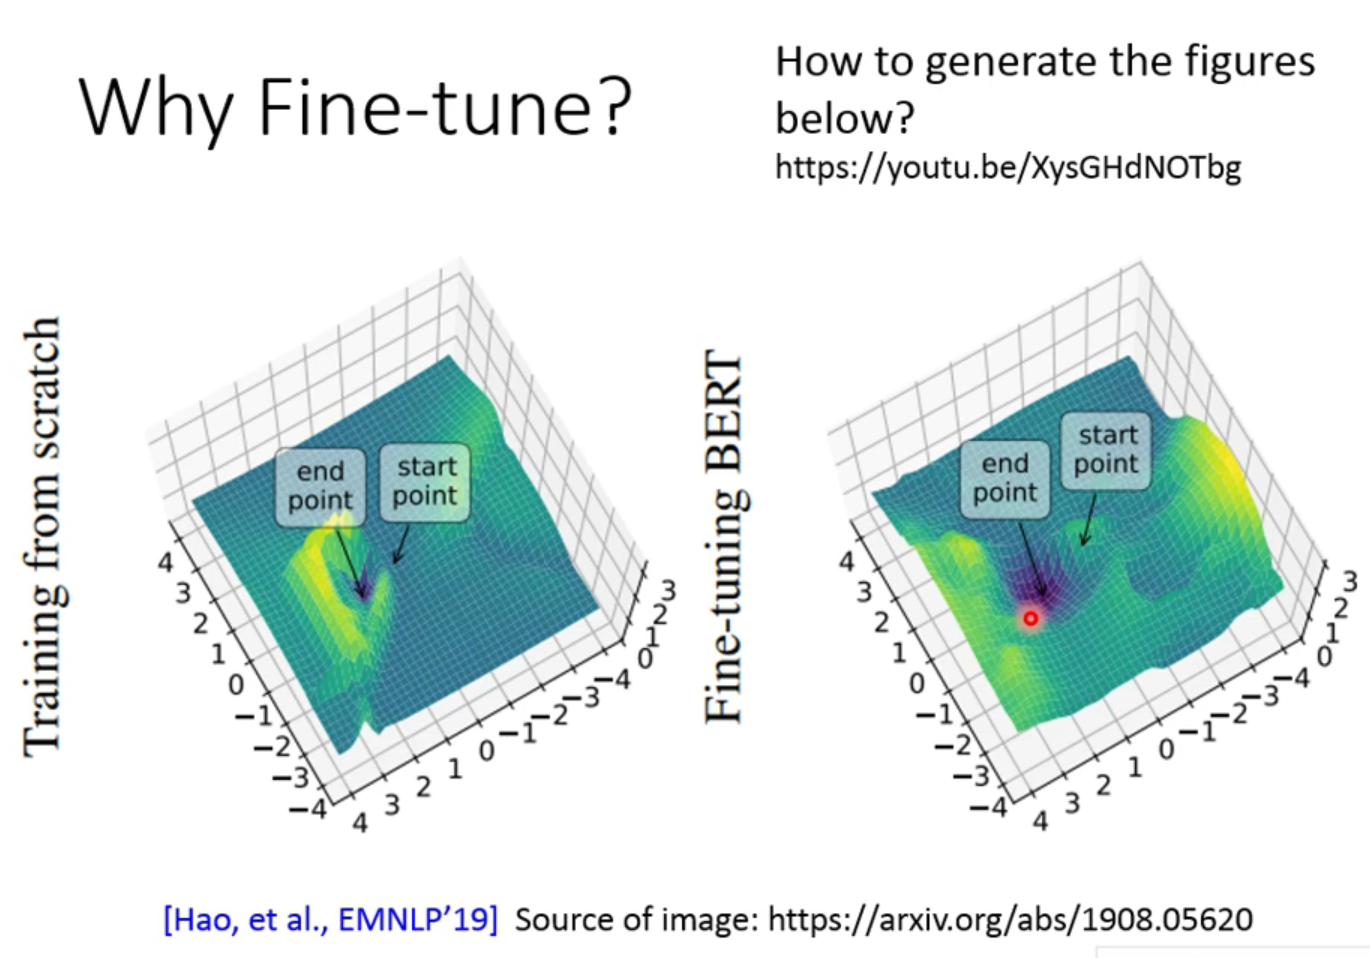 Why Fine-tune?
How to generate the figures
below?
https://youtu.be/XysGHdNOTbg
Training from scratch
end
point
start
point
4
3
2
1
0
−1
−2
−3
−4
4
3
2
1
0
−1
−2
−3
−4
0
1
2
3
Fine-tuning BERT
end
point
start
point
4
3
2
1
0
−1
−2
−3
−4
4
3
2
1
0
−1
−2
−3
−4
0
1
2
3
[Hao, et al., EMNLP’19] Source of image: https://arxiv.org/abs/1908.05620